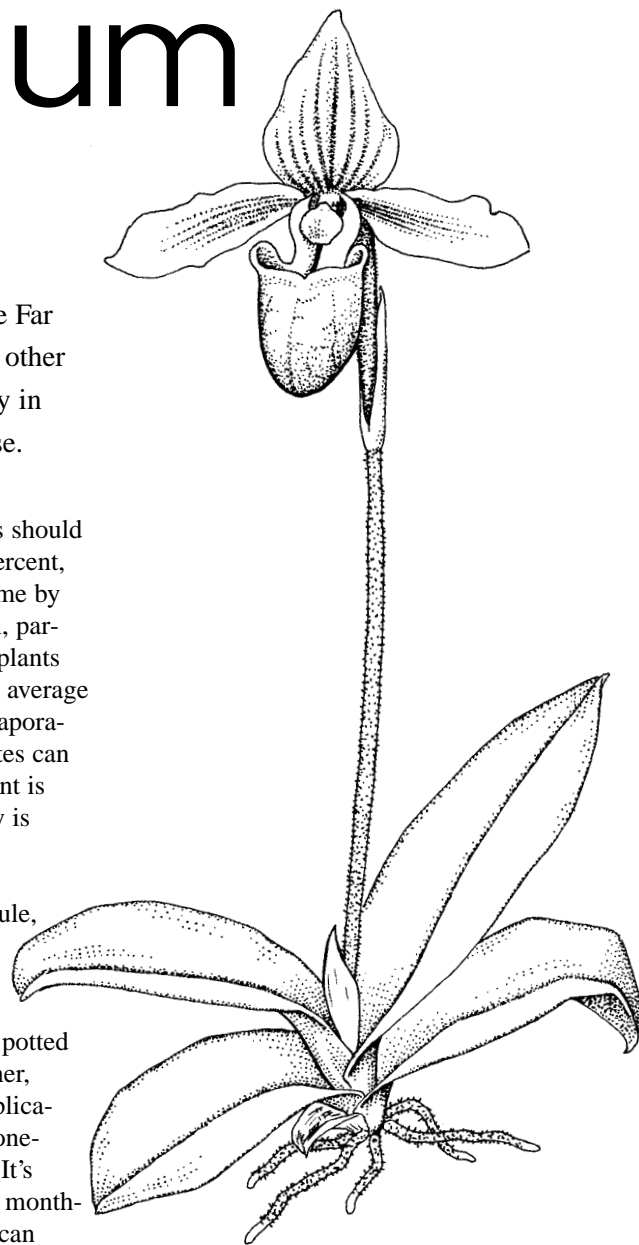 um
e Far
other
y in
se.
s should
ercent,
me by
, par-
plants
average
apora-
tes can
nt is
y is
ule,
potted
ner,
plica-
one-
It's
month-
can